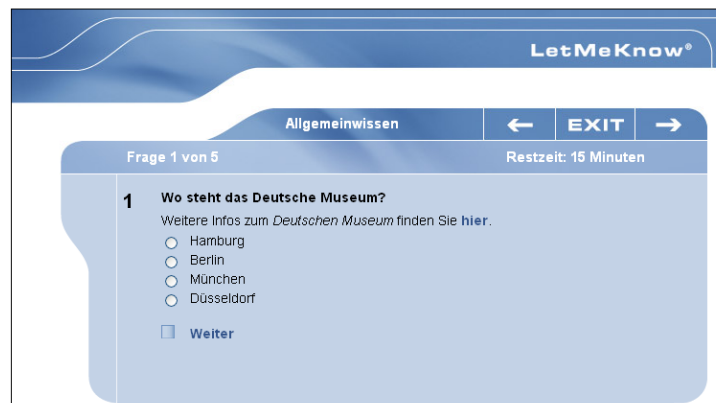 LetMeKnow®
Allgemeinwissen
← EXIT →
Frage 1 von 5 Restzeit: 15 Minuten
1 Wo steht das Deutsche Museum?
Weitere Infos zum Deutschen Museum finden Sie hier.
Hamburg
Berlin
München
Düsseldorf
Weiter